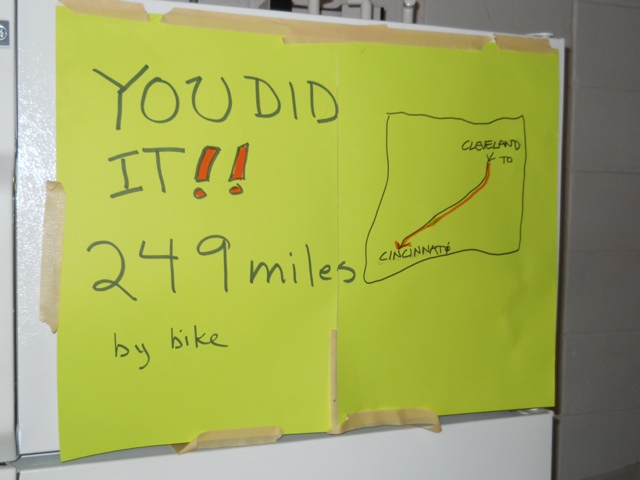 YOU DID
IT!!
249 miles
by bike
CLEVELAND
TO
CINCINNATI